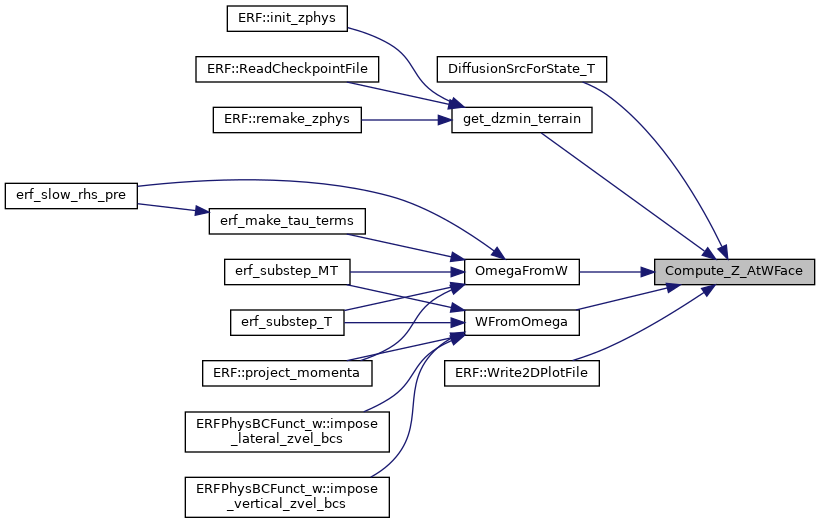 ERF::init_zphys
ERF::ReadCheckpointFile
DiffusionSrcForState_T
ERF::remake_zphys
get_dzmin_terrain
erf_slow_rhs_pre
erf_make_tau_terms
erf_substep_MT
OmegaFromW
Compute_Z_AtWFace
erf_substep_T
WFromOmega
ERF::project_momenta
ERF::Write2DPlotFile
ERFPhysBCFunct_w::impose
_lateral_zvel_bcs
ERFPhysBCFunct_w::impose
_vertical_zvel_bcs